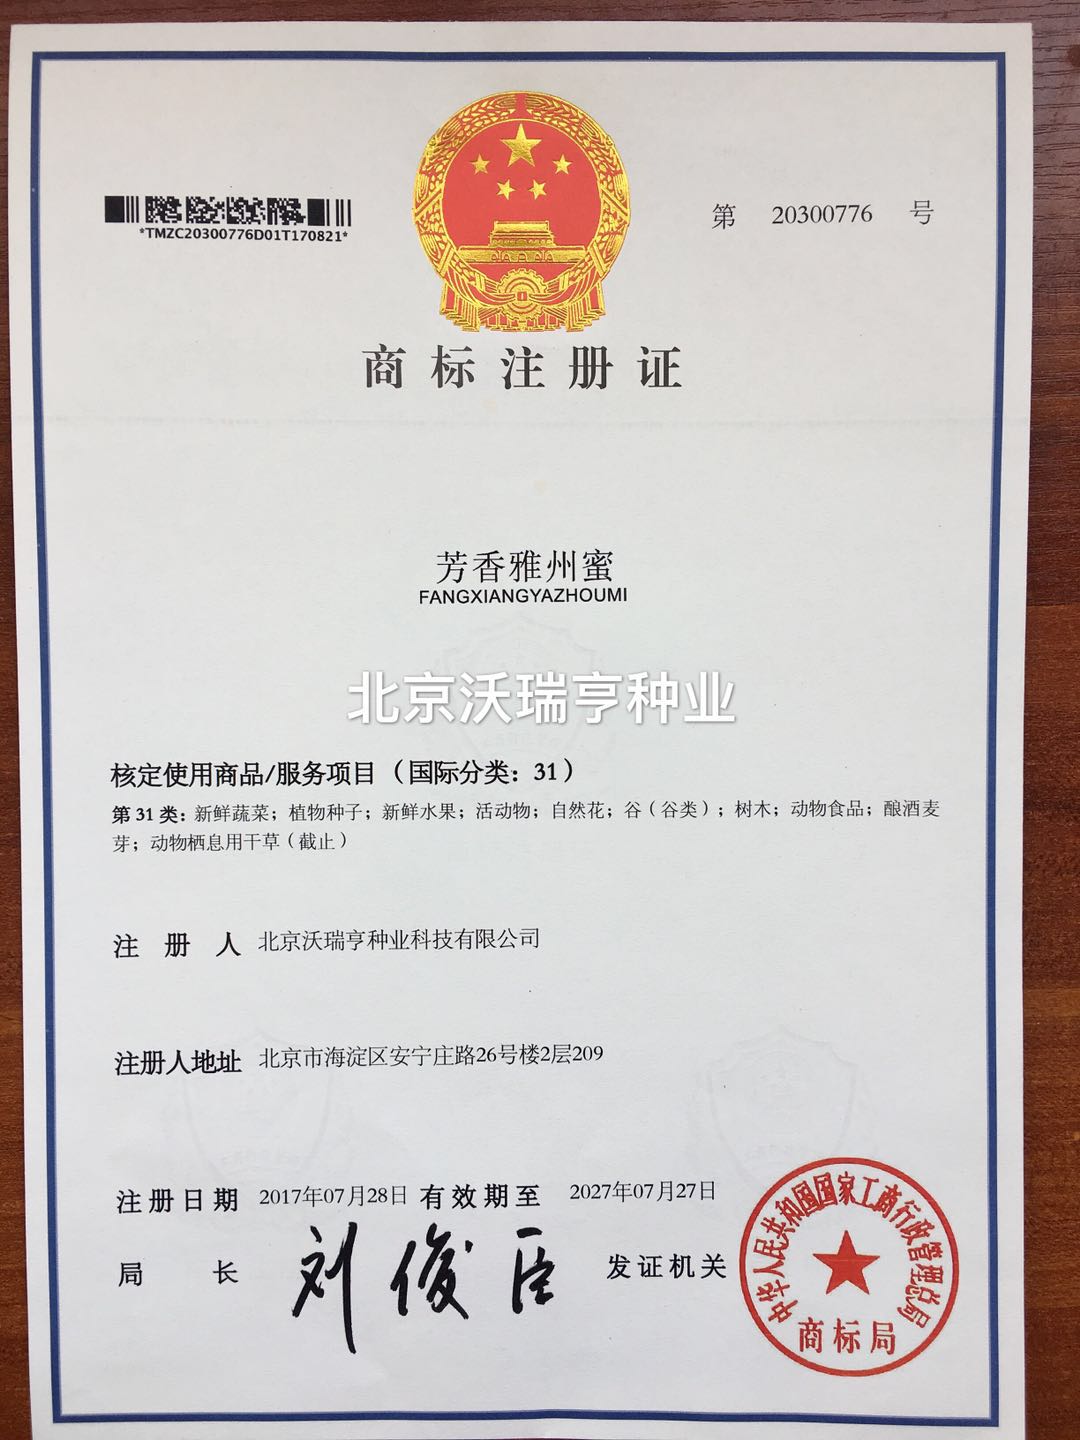 *TMZC20300776D01T170821*
第 20300776 号
商标注册证
芳香雅州蜜
FANGXIANGYAZHOUMI
北京沃瑞亨种业
核定使用商品/服务项目（国际分类：31）
第 31 类：新鲜蔬菜；植物种子；新鲜水果；活动物；自然花；谷（谷类）；树木；动物食品；酿酒麦
芽；动物栖息用干草（截止）
注册人 北京沃瑞亨种业科技有限公司
注册人地址 北京市海淀区安宁庄路26号楼2层209
注册日期 2017年07月28日 有效期至 2027年07月27日
局长 刘俊臣 发证机关
中华人民共和国国家工商行政管理总局
商标局